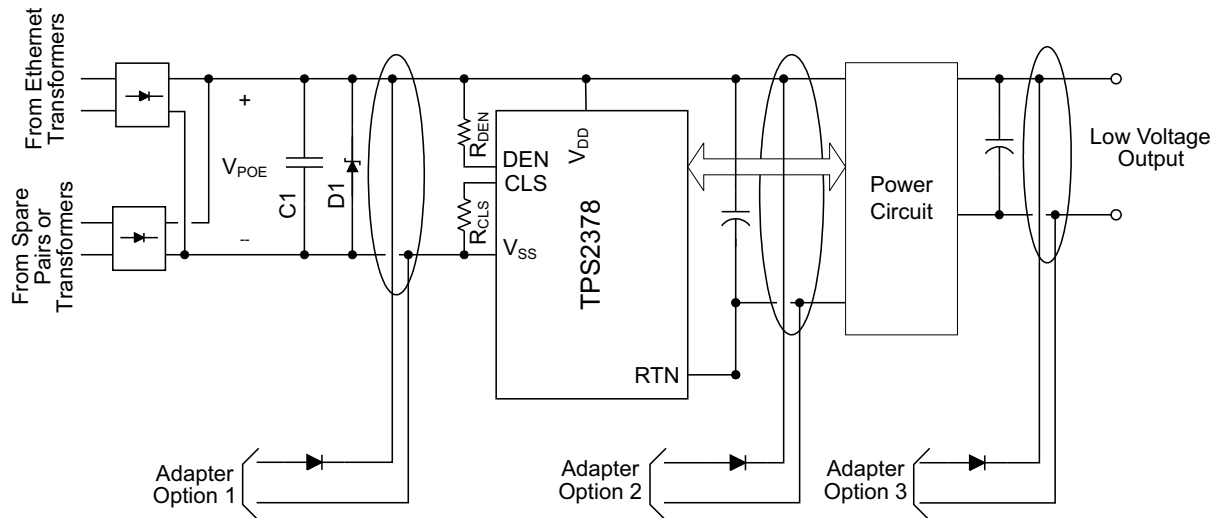 From Ethernet
Transformers
From Spare
Pairs or
Transformers
+
V_POE
--
C1
D1
R_DEN
DEN
CLS
R_CLS
V_SS
V_DD
TPS2378
RTN
Power
Circuit
Low Voltage
Output
Adapter
Option 1
Adapter
Option 2
Adapter
Option 3